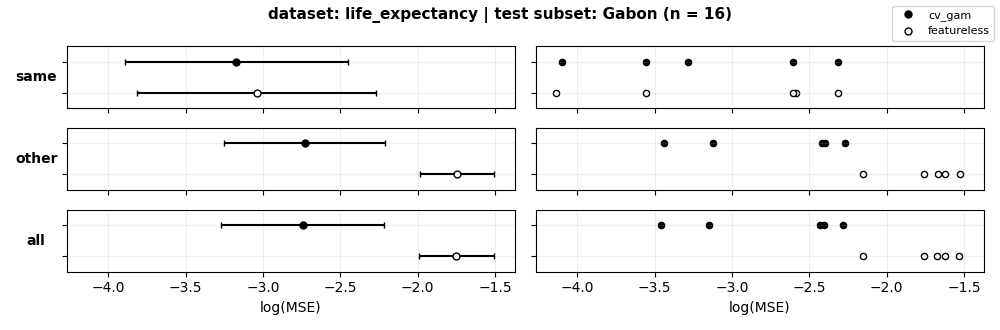 dataset: life_expectancy | test subset: Gabon (n = 16)
cv_gam
featureless
same
other
all
−4.0 −3.5 −3.0 −2.5 −2.0 −1.5
−4.0 −3.5 −3.0 −2.5 −2.0 −1.5
log(MSE)
log(MSE)